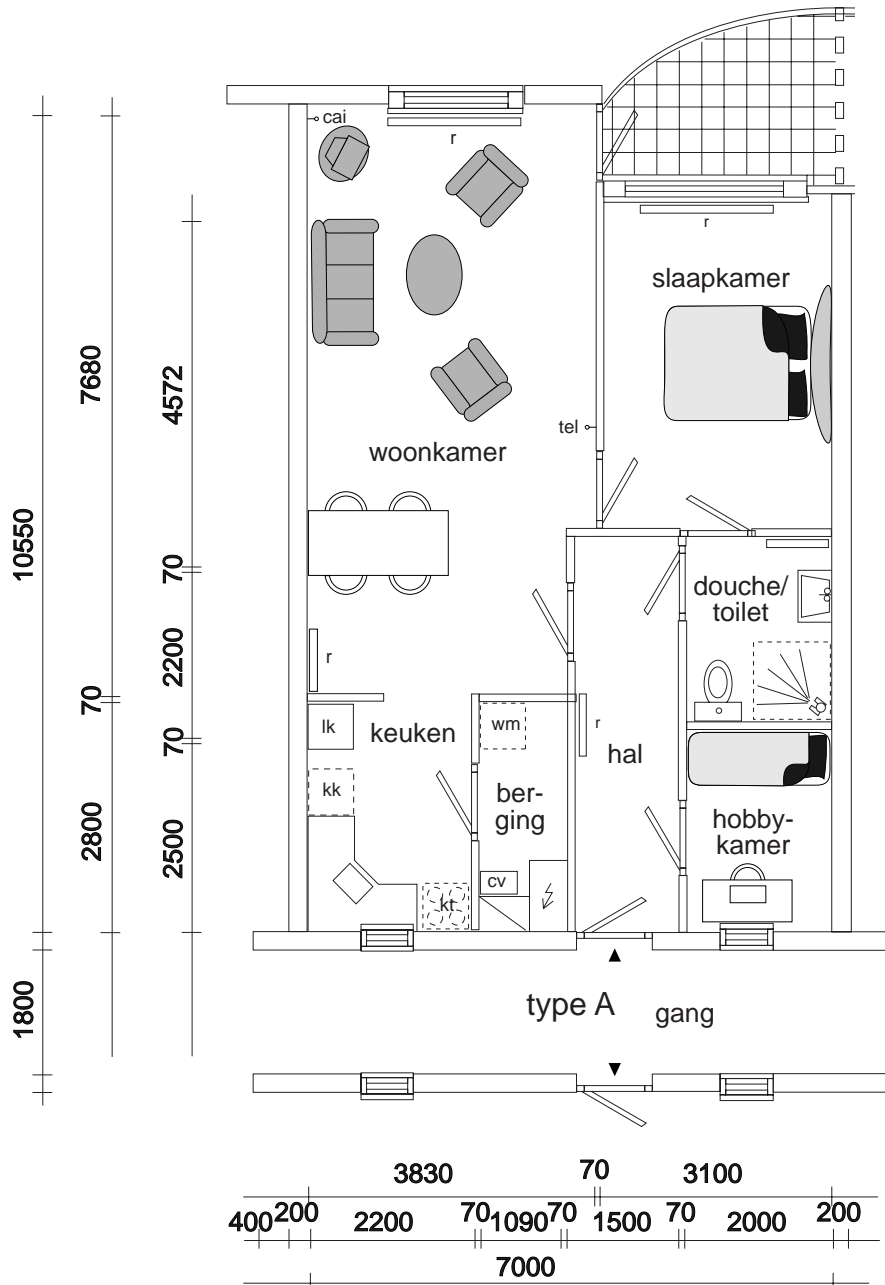 cai
r
r
slaapkamer
7680
4572
tel
woonkamer
10550
70
douche/
toilet
2200
r
70
lk
keuken
wm
r
hal
70
kk
ber-
ging
2800
2500
hobby-
kamer
cv
kt
1800
type A
gang
3830
70
3100
400
200
2200
70
1090
70
1500
70
2000
200
7000